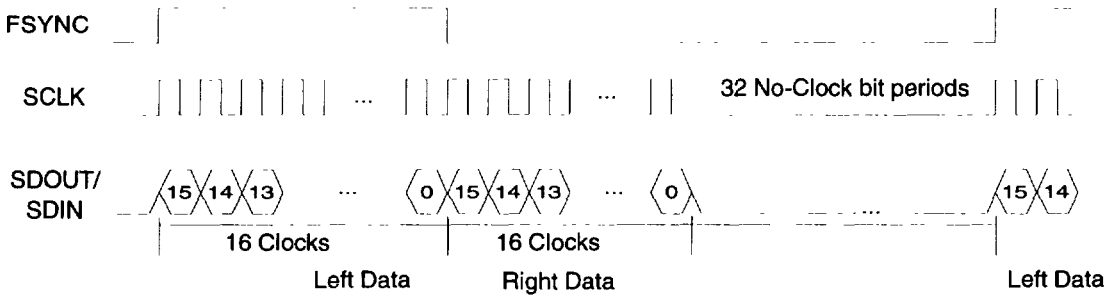 FSYNC
SCLK ... ... 32 No-Clock bit periods
SDOUT/
SDIN
15 14 13 ... 0 15 14 13 ... 0 ... 15 14
16 Clocks 16 Clocks
Left Data Right Data Left Data